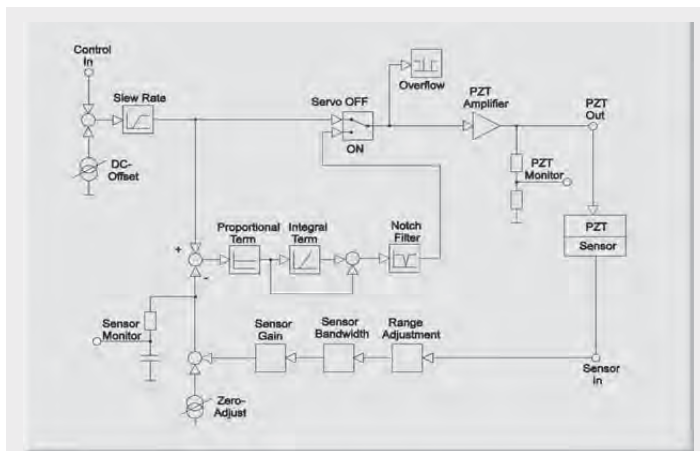 Control
In
Slew Rate
Servo OFF
ON
Overflow
PZT
Amplifier
PZT
Out
DC-
Offset
PZT
Monitor
PZT
Sensor
Proportional
Term
Integral
Term
Notch
Filter
+
-
Sensor
Monitor
Sensor
Gain
Sensor
Bandwidth
Range
Adjustment
Sensor
In
Zero-
Adjust